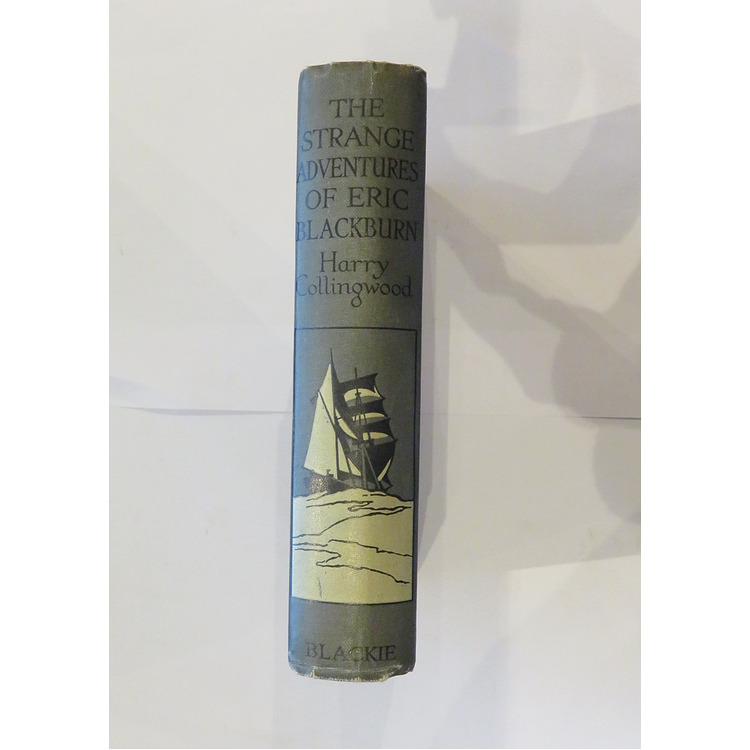 THE
STRANGE
ADVENTURES
OF ERIC
BLACKBURN
Harry
Collingwood
BLACKIE